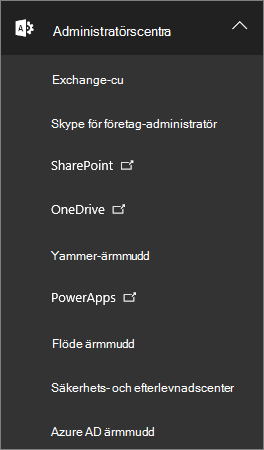 Administratörscentra
Exchange-cu
Skype för företag-administratör
SharePoint
OneDrive
Yammer-ärmmudd
PowerApps
Flöde ärmmudd
Säkerhets- och efterlevnadscenter
Azure AD ärmmudd